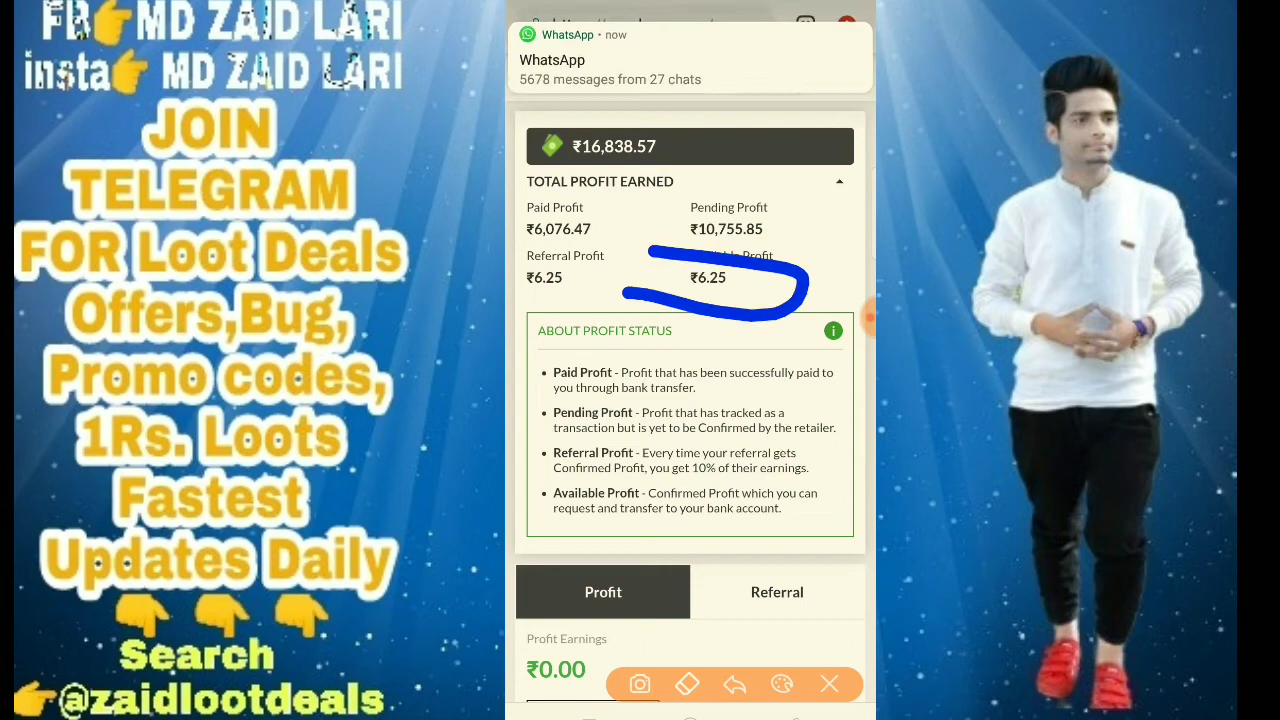 FB👉MD ZAID LARI
insta👉 MD ZAID LARI
JOIN
TELEGRAM
FOR Loot Deals
Offers,Bug,
Promo codes,
1Rs. Loots
Fastest
Updates Daily
👇 👇 👇
Search
👉@zaidlootdeals
WhatsApp • now
WhatsApp
5678 messages from 27 chats
₹16,838.57
TOTAL PROFIT EARNED
Paid Profit
₹6,076.47
Pending Profit
₹10,755.85
Referral Profit
₹6.25
Profit
₹6.25
ABOUT PROFIT STATUS
i
• Paid Profit - Profit that has been successfully paid to
you through bank transfer.
• Pending Profit - Profit that has tracked as a
transaction but is yet to be Confirmed by the retailer.
• Referral Profit - Every time your referral gets
Confirmed Profit, you get 10% of their earnings.
• Available Profit - Confirmed Profit which you can
request and transfer to your bank account.
Profit
Referral
Profit Earnings
₹0.00